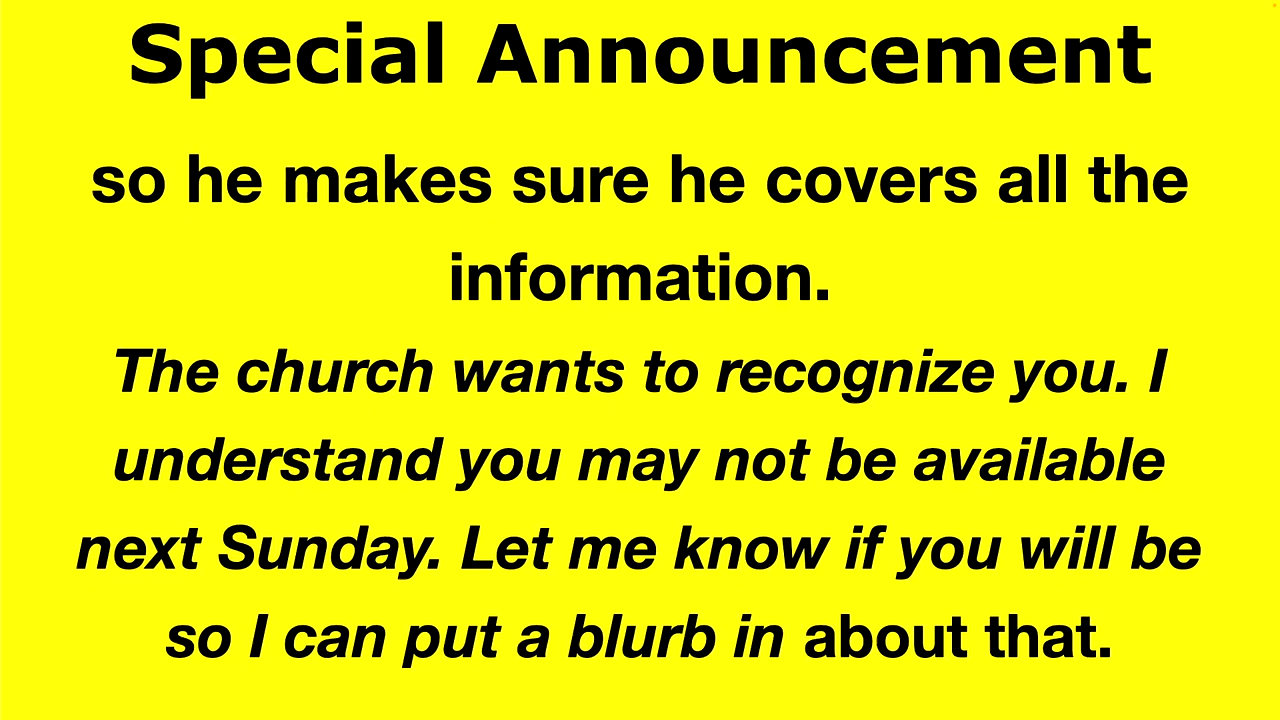 Special Announcement
so he makes sure he covers all the
information.
The church wants to recognize you. I
understand you may not be available
next Sunday. Let me know if you will be
so I can put a blurb in about that.